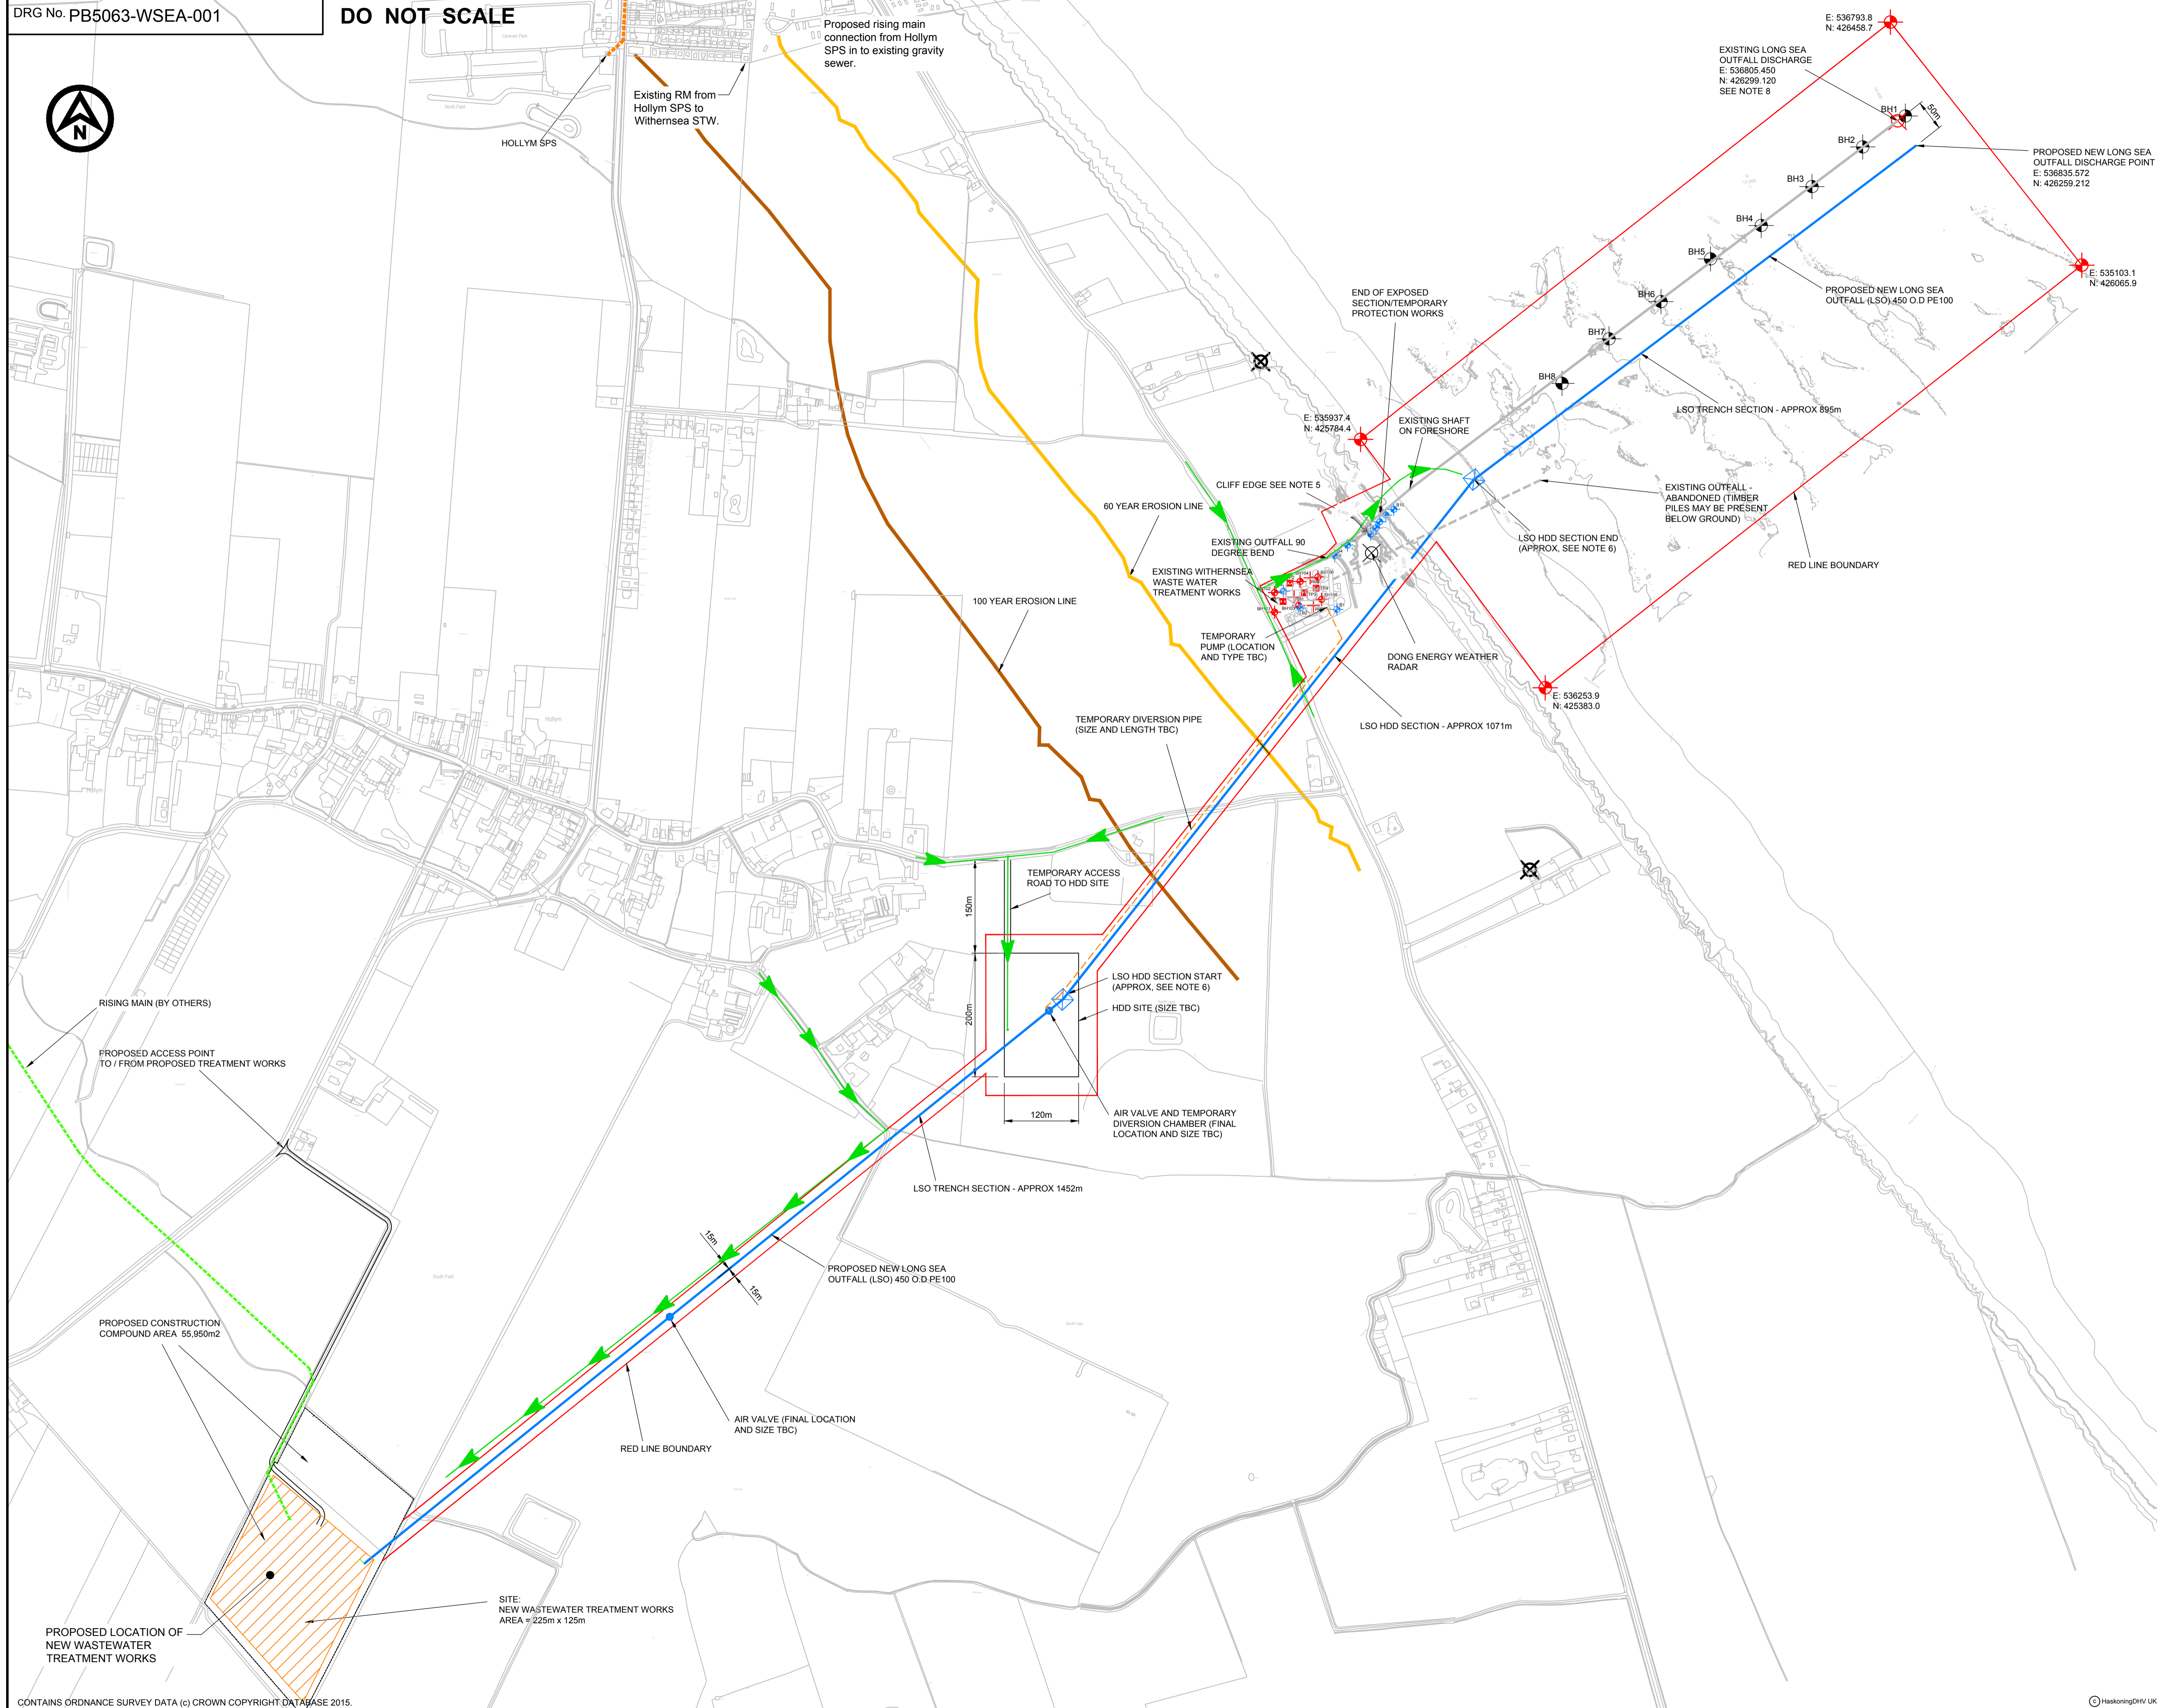 DRG No. PB5063-WSEA-001
DO NOT SCALE
Proposed rising main
connection from Hollym
SPS in to existing gravity
sewer.
Caravan Park
Existing RM from
Hollym SPS to
Withernsea STW.
North Field
HOLLYM SPS
N
E: 536793.8
N: 426458.7
EXISTING LONG SEA
OUTFALL DISCHARGE
E: 536805.450
N: 426299.120
SEE NOTE 8
BH1
50m
BH2
PROPOSED NEW LONG SEA
OUTFALL DISCHARGE POINT
E: 536835.572
N: 426259.212
BH3
BH4
BH5
E: 535103.1
N: 426065.9
BH6
PROPOSED NEW LONG SEA
OUTFALL (LSO) 450 O.D PE100
END OF EXPOSED
SECTION/TEMPORARY
PROTECTION WORKS
BH7
BH8
LSO TRENCH SECTION - APPROX 895m
E: 535937.4
N: 425784.4
EXISTING SHAFT
ON FORESHORE
CLIFF EDGE SEE NOTE 5
EXISTING OUTFALL -
ABANDONED (TIMBER
PILES MAY BE PRESENT
BELOW GROUND)
60 YEAR EROSION LINE
LSO HDD SECTION END
(APPROX, SEE NOTE 6)
EXISTING OUTFALL 90
DEGREE BEND
RED LINE BOUNDARY
EXISTING WITHERNSEA
WASTE WATER
TREATMENT WORKS
100 YEAR EROSION LINE
TEMPORARY
PUMP (LOCATION
AND TYPE TBC)
DONG ENERGY WEATHER
RADAR
E: 536253.9
N: 425383.0
Hollym
TEMPORARY DIVERSION PIPE
(SIZE AND LENGTH TBC)
LSO HDD SECTION - APPROX 1071m
Hollym
TEMPORARY ACCESS
ROAD TO HDD SITE
150m
LSO HDD SECTION START
(APPROX, SEE NOTE 6)
RISING MAIN (BY OTHERS)
HDD SITE (SIZE TBC)
200m
PROPOSED ACCESS POINT
TO / FROM PROPOSED TREATMENT WORKS
120m
AIR VALVE AND TEMPORARY
DIVERSION CHAMBER (FINAL
LOCATION AND SIZE TBC)
LSO TRENCH SECTION - APPROX 1452m
15m
PROPOSED NEW LONG SEA
OUTFALL (LSO) 450 O.D PE100
South Field
15m
PROPOSED CONSTRUCTION
COMPOUND AREA 55,950m2
AIR VALVE (FINAL LOCATION
AND SIZE TBC)
RED LINE BOUNDARY
SITE:
NEW WASTEWATER TREATMENT WORKS
AREA = 225m x 125m
PROPOSED LOCATION OF
NEW WASTEWATER
TREATMENT WORKS
CONTAINS ORDNANCE SURVEY DATA (c) CROWN COPYRIGHT DATABASE 2015.
c HaskoningDHV UK